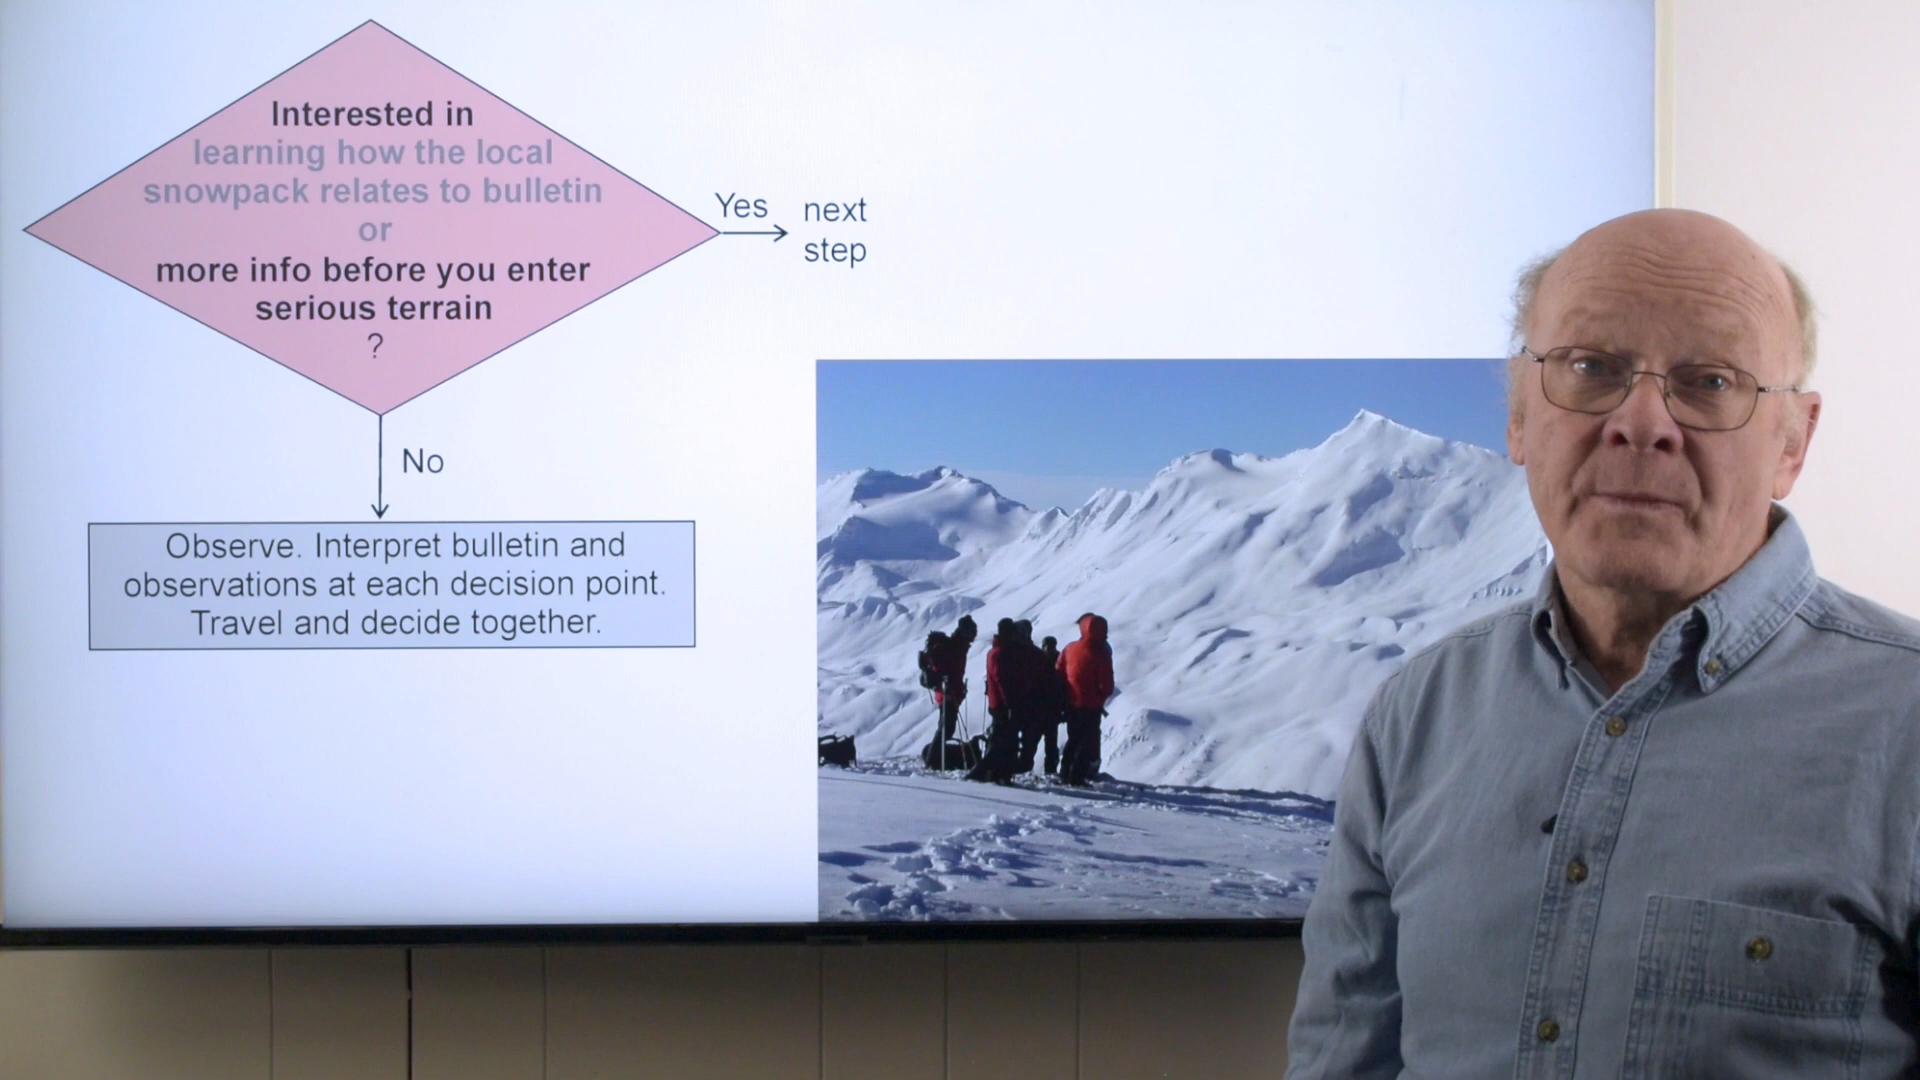 Interested in
learning how the local
snowpack relates to bulletin
or
more info before you enter
serious terrain
?
Yes
next
step
No
Observe. Interpret bulletin and
observations at each decision point.
Travel and decide together.